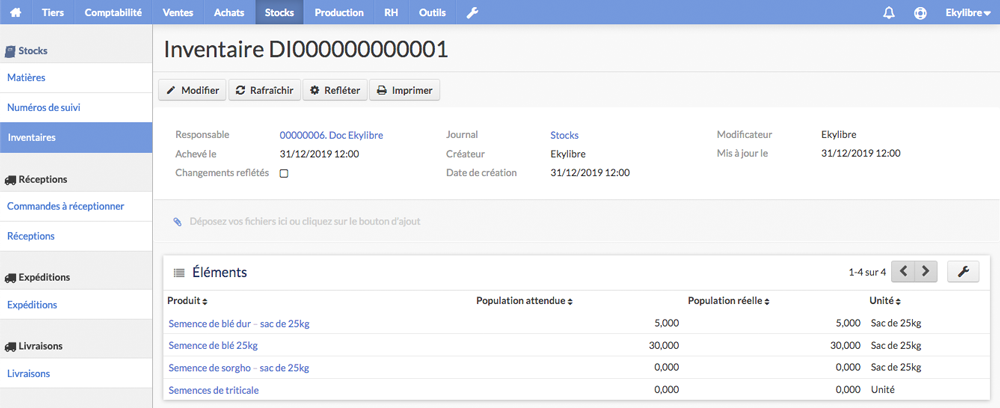 Tiers Comptabilité Ventes Achats Stocks Production RH Outils Ekylibre
Stocks
Matières
Numéros de suivi
Inventaires
Réceptions
Commandes à réceptionner
Réceptions
Expéditions
Expéditions
Livraisons
Livraisons
Inventaire DI000000000001
Modifier Rafraîchir Refléter Imprimer
Responsable 00000006. Doc Ekylibre Journal Stocks Modificateur Ekylibre
Achevé le 31/12/2019 12:00 Créateur Ekylibre Mis à jour le 31/12/2019 12:00
Changements reflétés Date de création 31/12/2019 12:00
Déposez vos fichiers ici ou cliquez sur le bouton d'ajout
Éléments 1-4 sur 4
Produit Population attendue Population réelle Unité
Semence de blé dur - sac de 25kg 5,000 5,000 Sac de 25kg
Semence de blé 25kg 30,000 30,000 Sac de 25kg
Semence de sorgho - sac de 25kg 0,000 0,000 Sac de 25kg
Semences de triticale 0,000 0,000 Unité